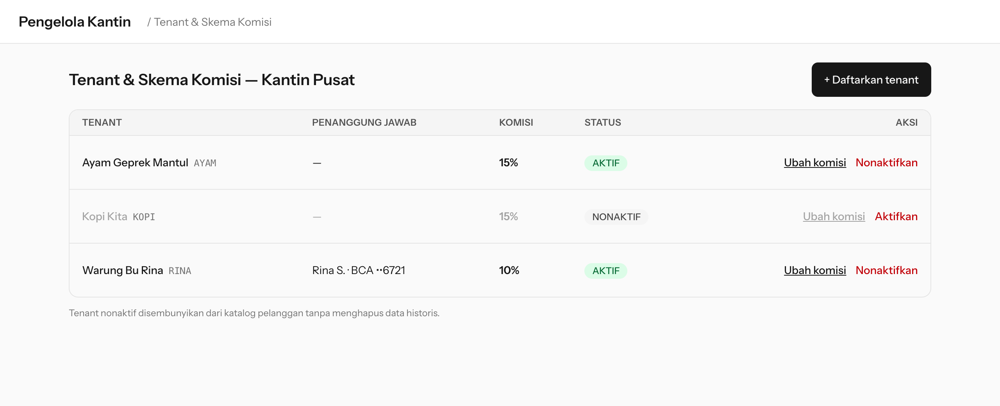 Pengelola Kantin / Tenant & Skema Komisi
Tenant & Skema Komisi — Kantin Pusat
+ Daftarkan tenant
TENANT PENANGGUNG JAWAB KOMISI STATUS AKSI
Ayam Geprek Mantul AYAM — 15% AKTIF Ubah komisi Nonaktifkan
Kopi Kita KOPI — 15% NONAKTIF Ubah komisi Aktifkan
Warung Bu Rina RINA Rina S. · BCA ••6721 10% AKTIF Ubah komisi Nonaktifkan
Tenant nonaktif disembunyikan dari katalog pelanggan tanpa menghapus data historis.